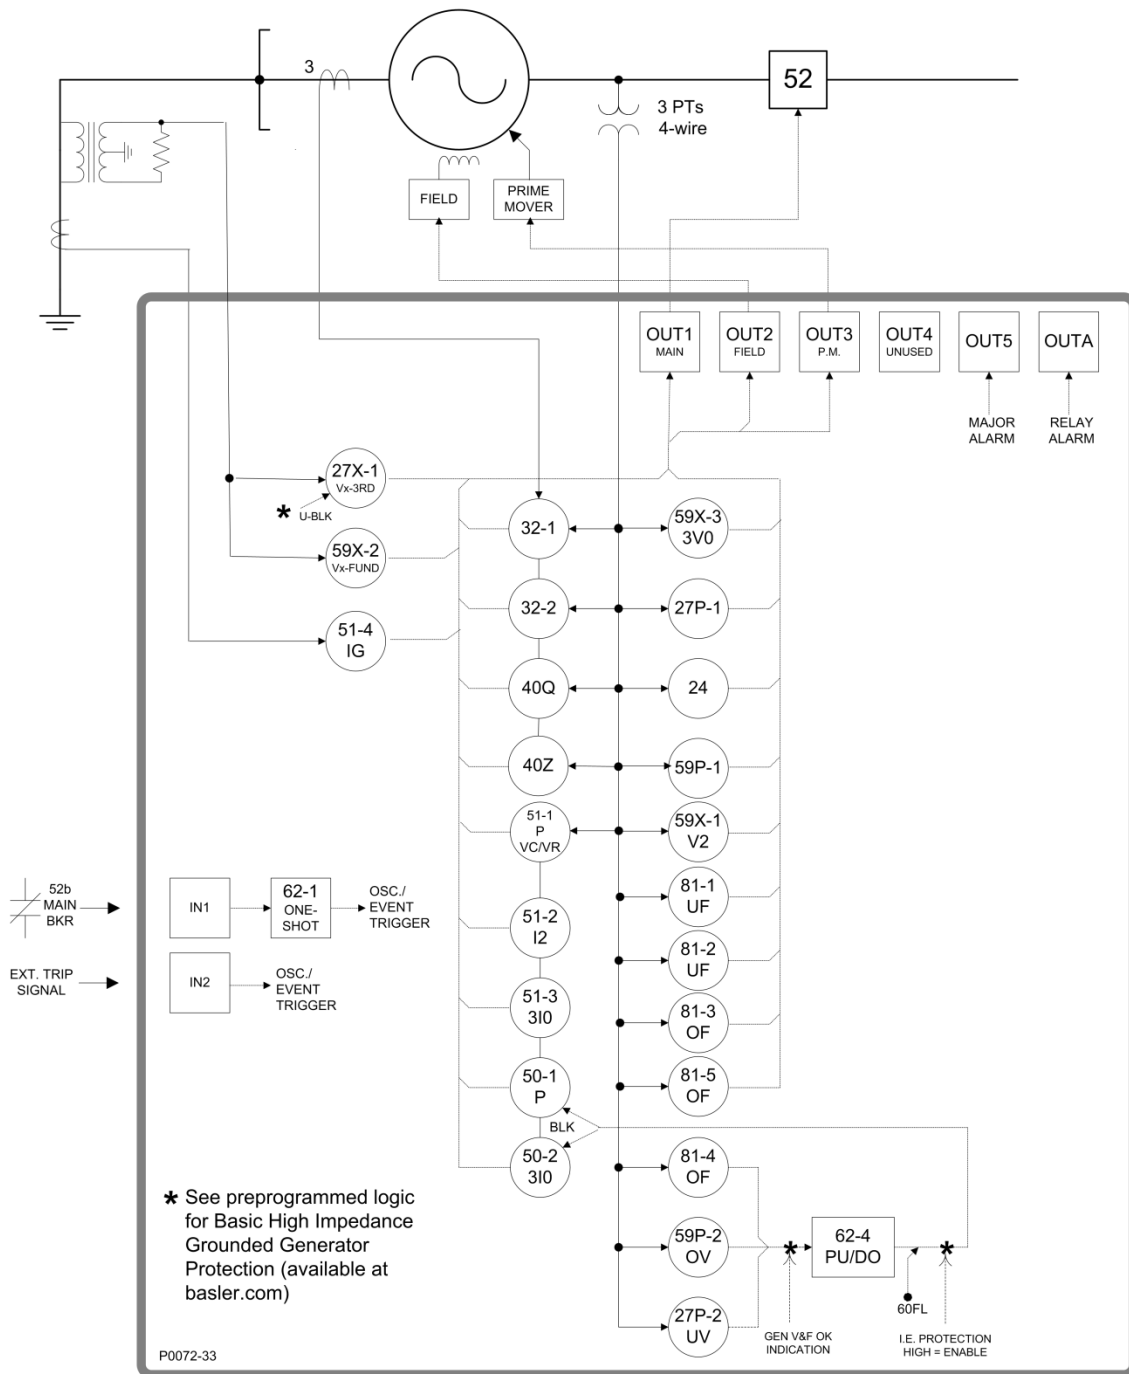 3
52
3 PTs
4-wire
FIELD
PRIME
MOVER
OUT1
MAIN
OUT2
FIELD
OUT3
P.M.
OUT4
UNUSED
OUT5
OUTA
MAJOR
ALARM
RELAY
ALARM
27X-1
Vx-3RD
* U-BLK
59X-2
Vx-FUND
51-4
IG
32-1
32-2
40Q
40Z
51-1
P
VC/VR
51-2
I2
51-3
3I0
50-1
P
BLK
50-2
3I0
59X-3
3V0
27P-1
24
59P-1
59X-1
V2
81-1
UF
81-2
UF
81-3
OF
81-5
OF
81-4
OF
59P-2
OV
27P-2
UV
52b
MAIN
BKR
IN1
62-1
ONE-
SHOT
OSC./
EVENT
TRIGGER
EXT. TRIP
SIGNAL
IN2
OSC./
EVENT
TRIGGER
* See preprogrammed logic
for Basic High Impedance
Grounded Generator
Protection (available at
basler.com)
*
62-4
PU/DO
*
60FL
GEN V&F OK
INDICATION
I.E. PROTECTION
HIGH = ENABLE
P0072-33